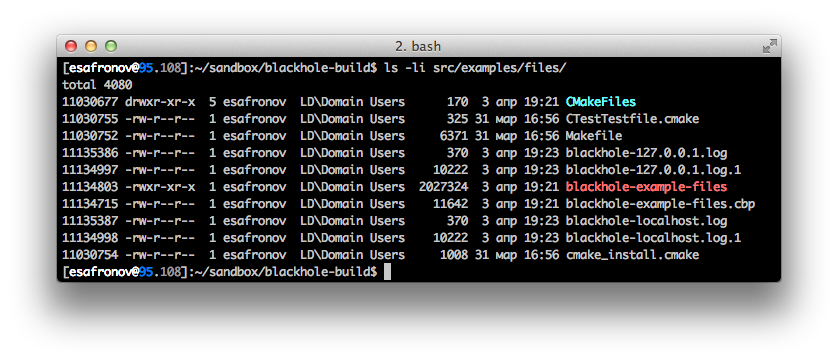 2. bash
[esafronov@95.108]:~/sandbox/blackhole-build$ ls -li src/examples/files/
total 4080
11030677 drwxr-xr-x  5 esafronov  LD\Domain Users      170  3 апр 19:21 CMakeFiles
11030755 -rw-r--r--  1 esafronov  LD\Domain Users      325 31 мар 16:56 CTestTestfile.cmake
11030752 -rw-r--r--  1 esafronov  LD\Domain Users     6371 31 мар 16:56 Makefile
11135386 -rw-r--r--  1 esafronov  LD\Domain Users      370  3 апр 19:23 blackhole-127.0.0.1.log
11134997 -rw-r--r--  1 esafronov  LD\Domain Users    10222  3 апр 19:23 blackhole-127.0.0.1.log.1
11134803 -rwxr-xr-x  1 esafronov  LD\Domain Users  2027324  3 апр 19:21 blackhole-example-files
11134715 -rw-r--r--  1 esafronov  LD\Domain Users    11642  3 апр 19:21 blackhole-example-files.cbp
11135387 -rw-r--r--  1 esafronov  LD\Domain Users      370  3 апр 19:23 blackhole-localhost.log
11134998 -rw-r--r--  1 esafronov  LD\Domain Users    10222  3 апр 19:23 blackhole-localhost.log.1
11030754 -rw-r--r--  1 esafronov  LD\Domain Users     1008 31 мар 16:56 cmake_install.cmake
[esafronov@95.108]:~/sandbox/blackhole-build$